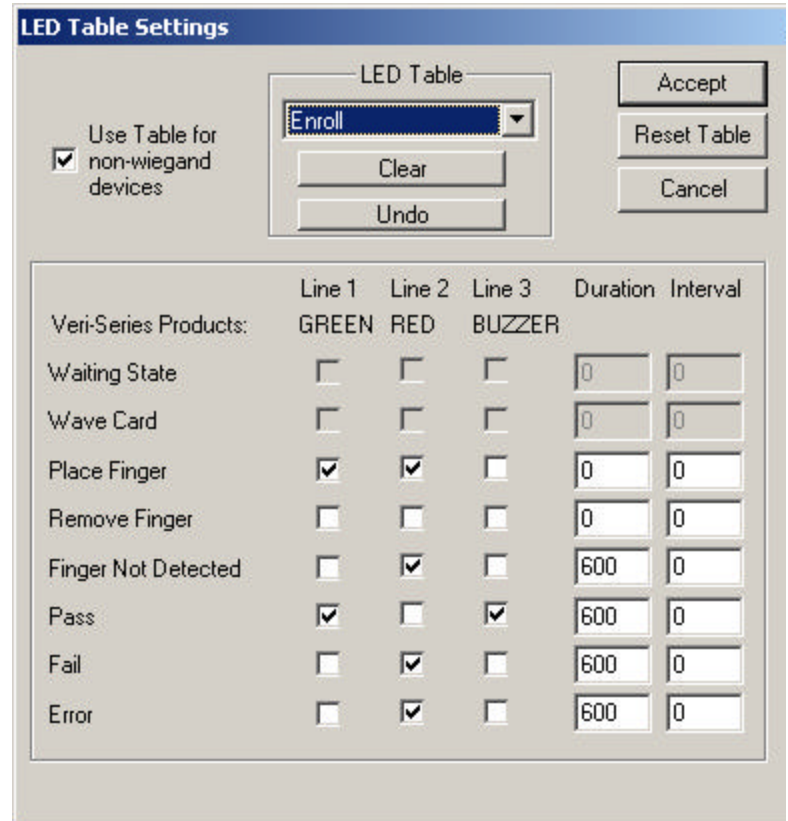 LED Table Settings
LED Table
Enroll
Clear
Undo
Use Table for
non-wiegand
devices
Accept
Reset Table
Cancel
Line 1 Line 2 Line 3 Duration Interval
Veri-Series Products: GREEN RED BUZZER
Waiting State 0 0
Wave Card 0 0
Place Finger 0 0
Remove Finger 0 0
Finger Not Detected 600 0
Pass 600 0
Fail 600 0
Error 600 0